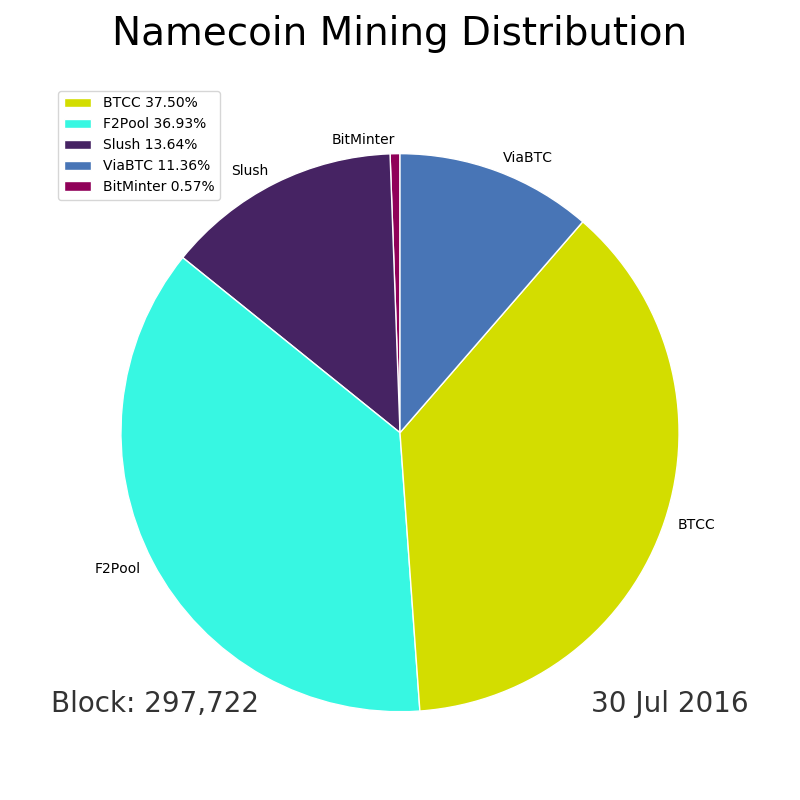 Namecoin Mining Distribution
BTCC 37.50%
F2Pool 36.93%
Slush 13.64%
ViaBTC 11.36%
BitMinter 0.57%
BitMinter
ViaBTC
Slush
BTCC
F2Pool
Block: 297,722
30 Jul 2016